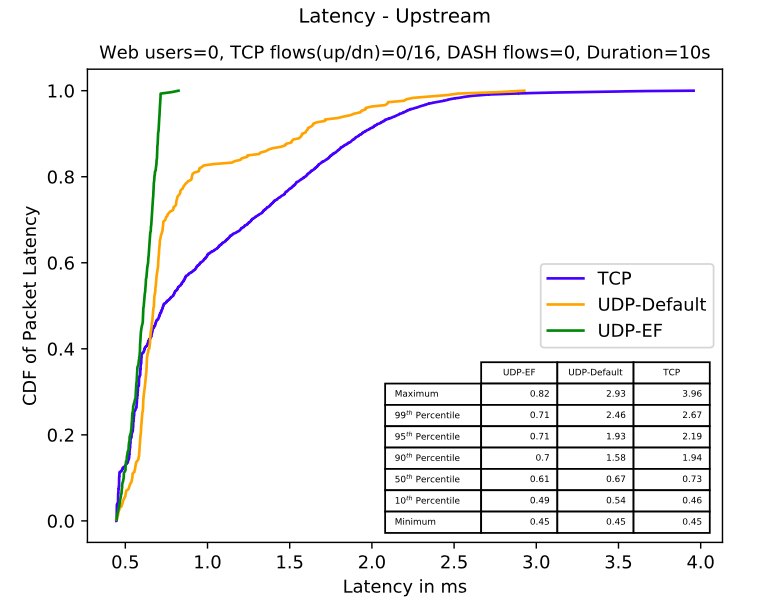 Latency - Upstream
Web users=0, TCP flows(up/dn)=0/16, DASH flows=0, Duration=10s
CDF of Packet Latency
1.0
0.8
0.6
0.4
0.2
0.0
TCP
UDP-Default
UDP-EF
UDP-EF UDP-Default TCP
Maximum 0.82 2.93 3.96
99th Percentile 0.71 2.46 2.67
95th Percentile 0.71 1.93 2.19
90th Percentile 0.7 1.58 1.94
50th Percentile 0.61 0.67 0.73
10th Percentile 0.49 0.54 0.46
Minimum 0.45 0.45 0.45
0.5 1.0 1.5 2.0 2.5 3.0 3.5 4.0
Latency in ms